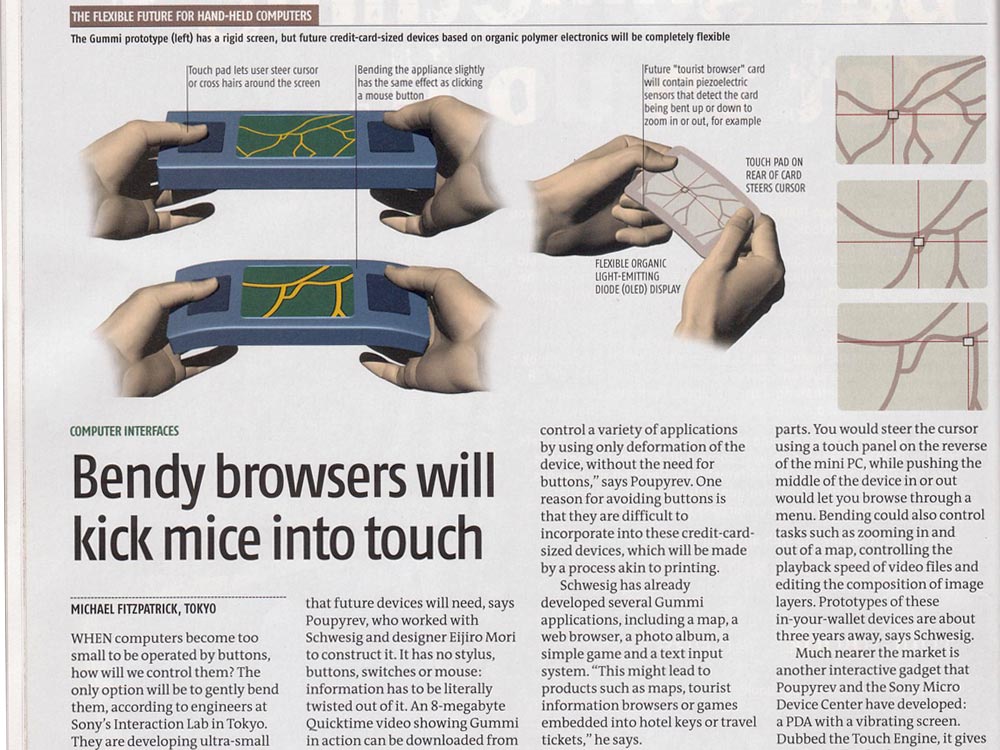 THE FLEXIBLE FUTURE FOR HAND-HELD COMPUTERS
The Gummi prototype (left) has a rigid screen, but future credit-card-sized devices based on organic polymer electronics will be completely flexible
Touch pad lets user steer cursor
or cross hairs around the screen
Bending the appliance slightly
has the same effect as clicking
a mouse button
Future "tourist browser" card
will contain piezoelectric
sensors that detect the card
being bent up or down to
zoom in or out, for example
TOUCH PAD ON
REAR OF CARD
STEERS CURSOR
FLEXIBLE ORGANIC
LIGHT-EMITTING
DIODE (OLED) DISPLAY
COMPUTER INTERFACES
Bendy browsers will
kick mice into touch
MICHAEL FITZPATRICK, TOKYO
WHEN computers become too
small to be operated by buttons,
how will we control them? The
only option will be to gently bend
them, according to engineers at
Sony's Interaction Lab in Tokyo.
They are developing ultra-small
that future devices will need, says
Poupyrev, who worked with
Schwesig and designer Eijiro Mori
to construct it. It has no stylus,
buttons, switches or mouse:
information has to be literally
twisted out of it. An 8-megabyte
Quicktime video showing Gummi
in action can be downloaded from
control a variety of applications
by using only deformation of the
device, without the need for
buttons," says Poupyrev. One
reason for avoiding buttons is
that they are difficult to
incorporate into these credit-card-
sized devices, which will be made
by a process akin to printing.
Schwesig has already
developed several Gummi
applications, including a map, a
web browser, a photo album, a
simple game and a text input
system. "This might lead to
products such as maps, tourist
information browsers or games
embedded into hotel keys or travel
tickets," he says.
parts. You would steer the cursor
using a touch panel on the reverse
of the mini PC, while pushing the
middle of the device in or out
would let you browse through a
menu. Bending could also control
tasks such as zooming in and
out of a map, controlling the
playback speed of video files and
editing the composition of image
layers. Prototypes of these
in-your-wallet devices are about
three years away, says Schwesig.
Much nearer the market is
another interactive gadget that
Poupyrev and the Sony Micro
Device Center have developed:
a PDA with a vibrating screen.
Dubbed the Touch Engine, it gives